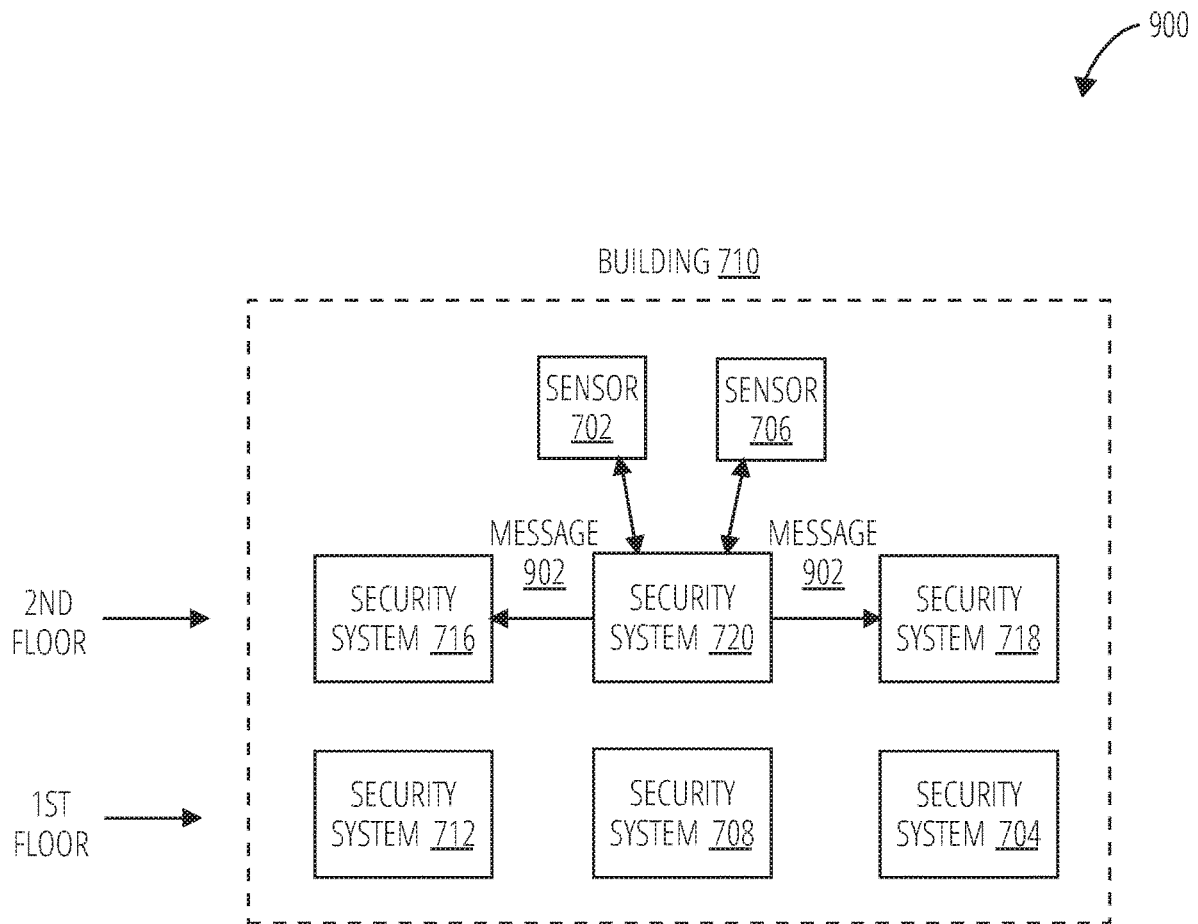 900
BUILDING 710
SENSOR
702
SENSOR
706
MESSAGE
902
MESSAGE
902
2ND
FLOOR
SECURITY
SYSTEM 716
SECURITY
SYSTEM 720
SECURITY
SYSTEM 718
1ST
FLOOR
SECURITY
SYSTEM 712
SECURITY
SYSTEM 708
SECURITY
SYSTEM 704